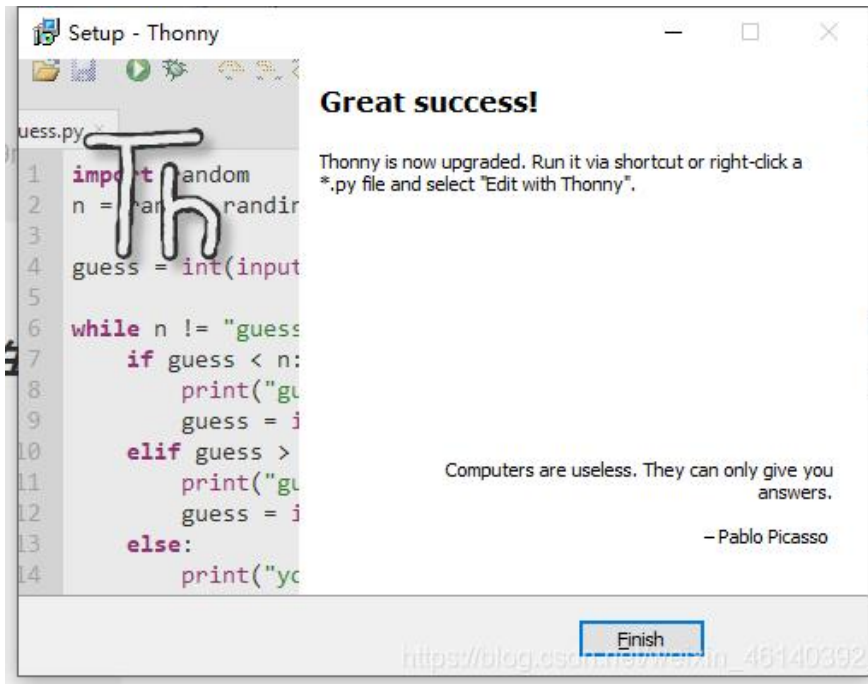 Setup - Thonny
uess.py
Th
1 import random
2 n = ran randin
3
4 guess = int(input
5
6 while n != "guess
7 if guess < n:
8 print("gu
9 guess = i
10 elif guess >
11 print("gu
12 guess = i
13 else:
14 print("yo
Great success!
Thonny is now upgraded. Run it via shortcut or right-click a
*.py file and select "Edit with Thonny".
Computers are useless. They can only give you
answers.
– Pablo Picasso
Finish
https://blog.csdn.net/weixin_46140392